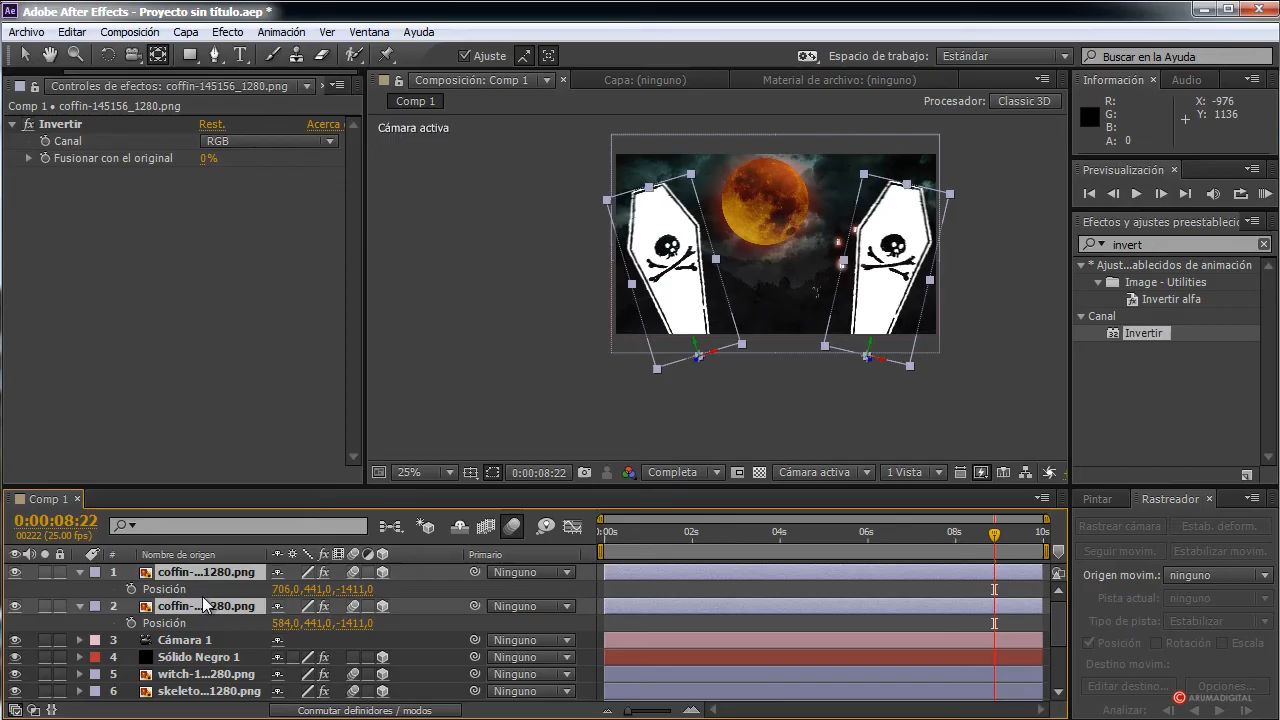 Adobe After Effects - Proyecto sin título.aep *
Archivo Editar Composición Capa Efecto Animación Ver Ventana Ayuda
Ajuste Espacio de trabajo: Estándar Buscar en la Ayuda
Controles de efectos: coffin-145156_1280.png
Comp 1 • coffin-145156_1280.png
Invertir Rest. Acerca
Canal RGB
Fusionar con el original 0%
Composición: Comp 1 Capa: (ninguno) Material de archivo: (ninguno)
Comp 1 Procesador: Classic 3D
Cámara activa
25% 0:00:08:22 Completa Cámara activa 1 Vista
Información Audio
R: X: -976
G: Y: 1136
B:
A: 0
Previsualización
Efectos y ajustes preestableci
invert
* Ajust...ablecidos de animación
Image - Utilities
Invertir alfa
Canal
32 Invertir
Comp 1
0:00:08:22
00222 (25.00 fps)
# Nombre de origen Primario
:00s 02s 04s 06s 08s 10s
1 coffin-...1280.png Ninguno
Posición 706,0,441,0,-1411,0
2 coffin-...280.png Ninguno
Posición 584,0,441,0,-1411,0
3 Cámara 1 Ninguno
4 Sólido Negro 1 Ninguno
5 witch-1...280.png Ninguno
6 skeleto...1280.png Ninguno
Conmutar definidores / modos
Pintar Rastreador
Rastrear cámara Estab. deform.
Seguir movim. Estabilizar movim.
Origen movim.: ninguno
Pista actual: ninguno
Tipo de pista: Estabilizar
Posición Rotación Escala
Destino movim.:
Editar destino... Opciones...
Analizar:
© ARUMADIGITAL